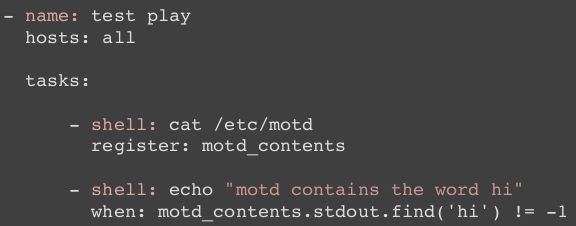 - name: test play
  hosts: all
  tasks:
      - shell: cat /etc/motd
        register: motd_contents
      - shell: echo "motd contains the word hi"
        when: motd_contents.stdout.find('hi') != -1